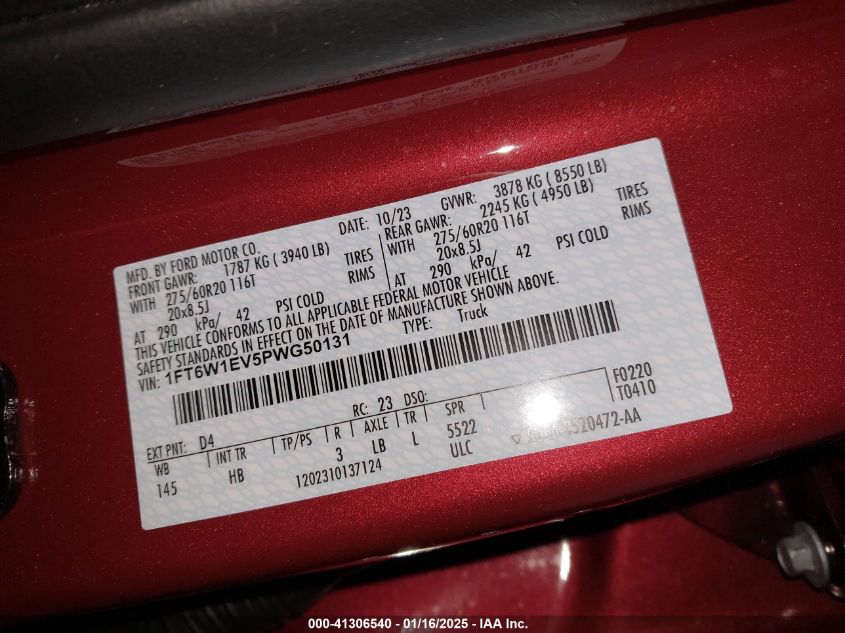 MFD. BY FORD MOTOR CO. DATE: 10/23 GVWR: 3878 KG ( 8550 LB)
FRONT GAWR: 1787 KG ( 3940 LB) REAR GAWR: 2245 KG ( 4950 LB)
WITH 275/60R20 116T TIRES WITH 275/60R20 116T TIRES
20x8.5J RIMS 20x8.5J RIMS
AT 290 kPa/ 42 PSI COLD AT 290 kPa/ 42 PSI COLD
THIS VEHICLE CONFORMS TO ALL APPLICABLE FEDERAL MOTOR VEHICLE
SAFETY STANDARDS IN EFFECT ON THE DATE OF MANUFACTURE SHOWN ABOVE.
VIN: 1FT6W1EV5PWG50131 TYPE: Truck
EXT PNT: D4 RC: 23 DSO: F0220
T0410
WB INT TR TP/PS R AXLE TR SPR
145 HB 3 LB L 5522
1202310137124 ULC 1520472-AA
000-41306540 - 01/16/2025 - IAA Inc.